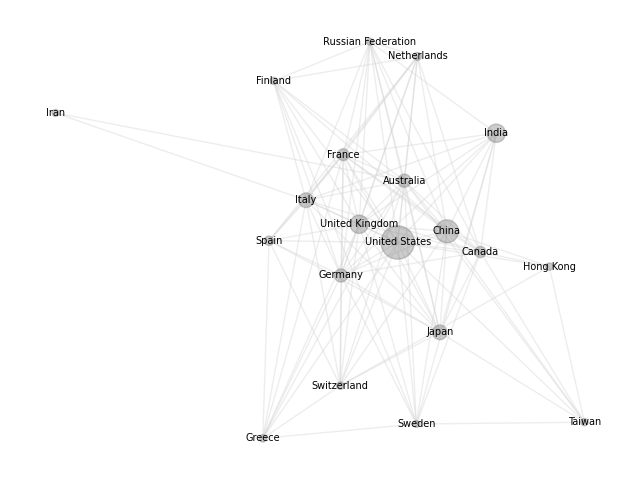 Russian Federation
Netherlands
Finland
Iran
India
France
Australia
Italy
United Kingdom
China
Spain
United States
Canada
Hong Kong
Germany
Japan
Switzerland
Taiwan
Sweden
Greece